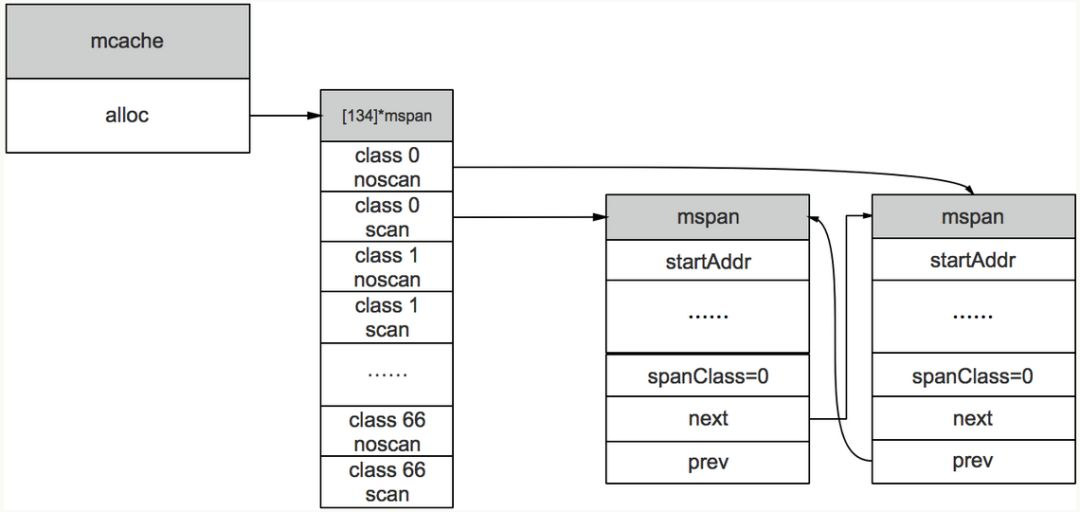 mcache
alloc
[134]*mspan
class 0
noscan
class 0
scan
class 1
noscan
class 1
scan
......
class 66
noscan
class 66
scan
mspan
startAddr
......
spanClass=0
next
prev
mspan
startAddr
......
spanClass=0
next
prev